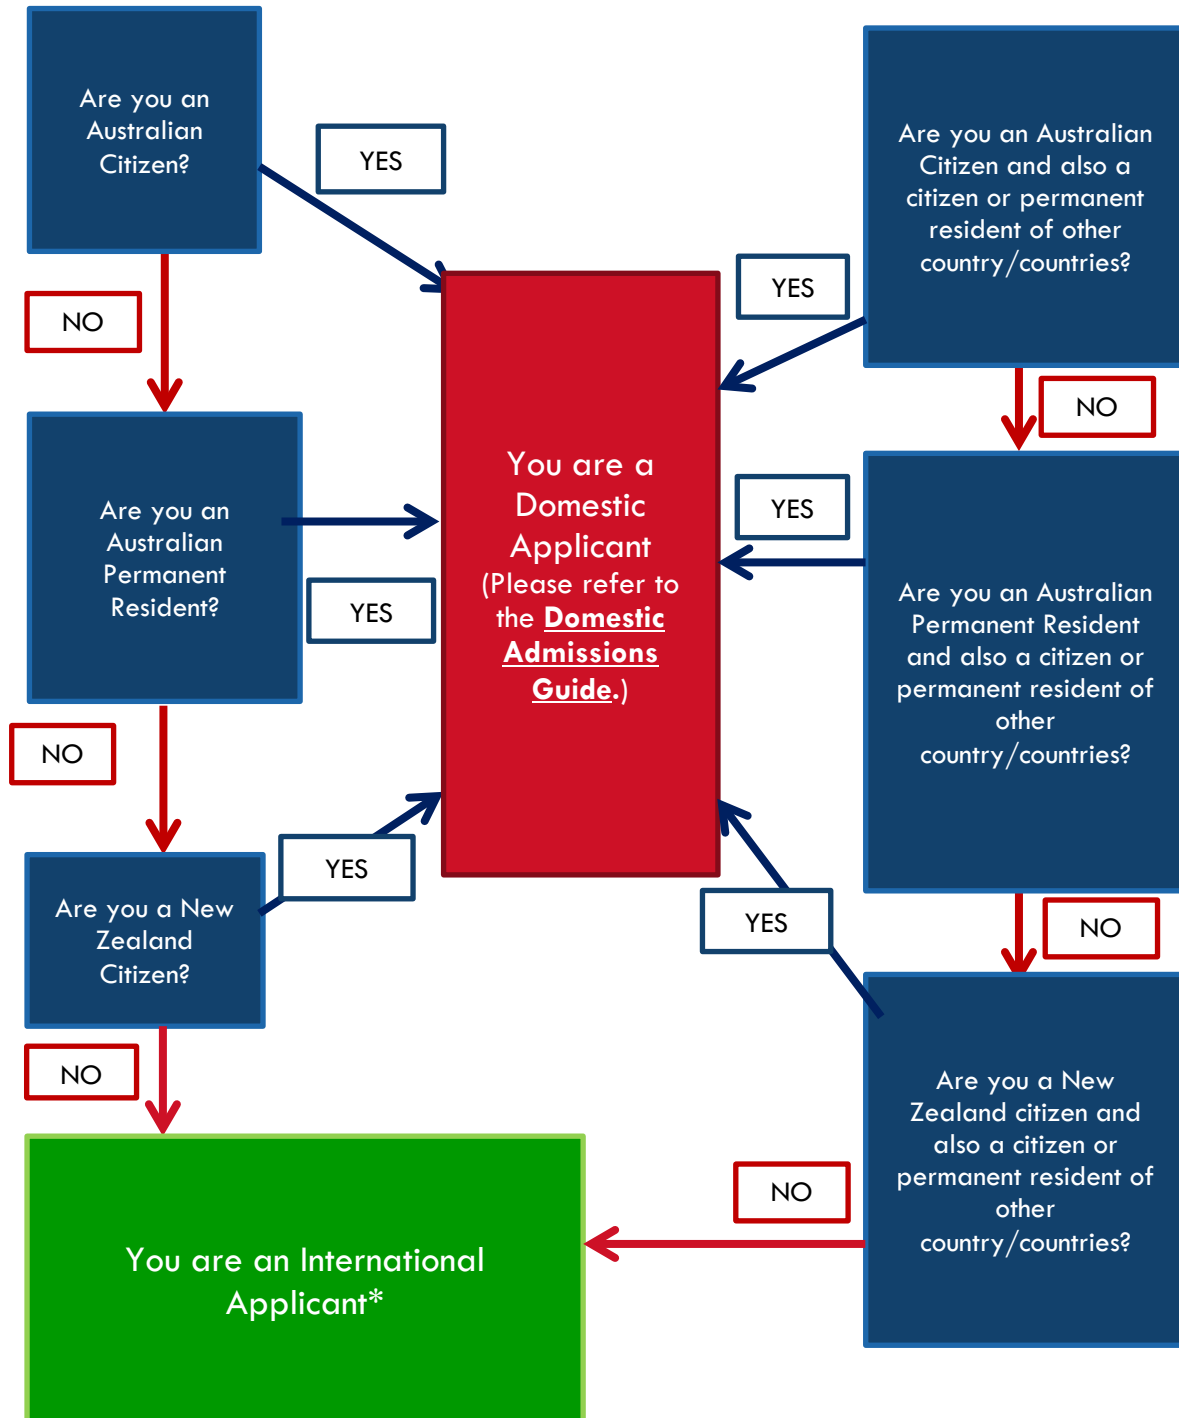 Are you an
Australian
Citizen?
YES
NO
Are you an
Australian
Permanent
Resident?
YES
NO
Are you a New
Zealand
Citizen?
YES
NO
You are an International
Applicant*
You are a
Domestic
Applicant
(Please refer to
the Domestic
Admissions
Guide.)
Are you an Australian
Citizen and also a
citizen or permanent
resident of other
country/countries?
YES
NO
Are you an Australian
Permanent Resident
and also a citizen or
permanent resident of
other
country/countries?
YES
NO
Are you a New
Zealand citizen and
also a citizen or
permanent resident of
other
country/countries?
YES
NO